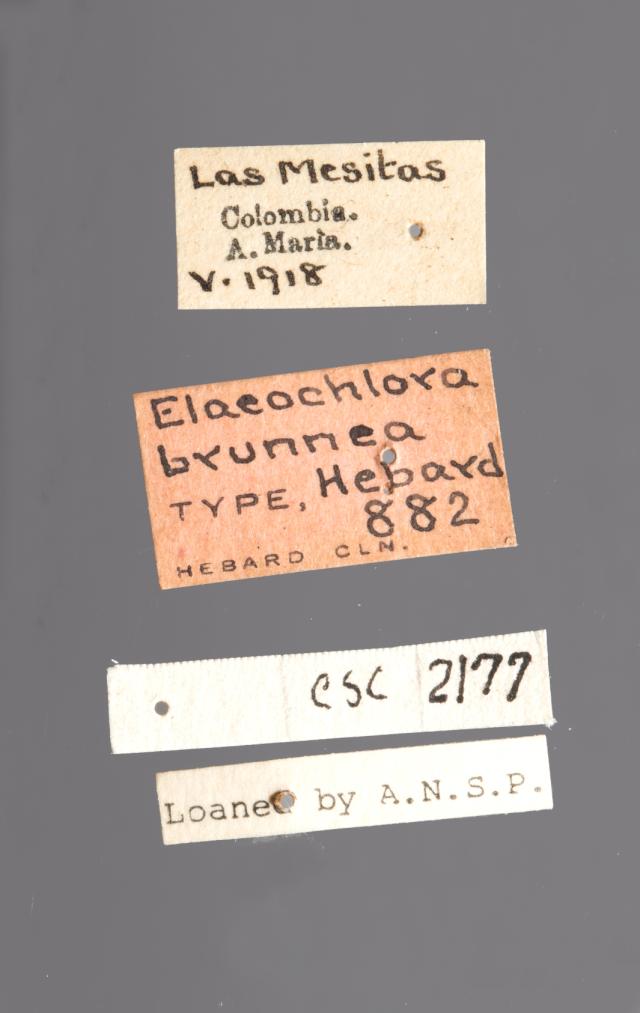 Las Mesitas
Colombia.
A. Maria.
V. 1918
Elaeochlora
brunnea
TYPE, Hebard
882
HEBARD CLN.
CSC 2177
Loaned by A.N.S.P.